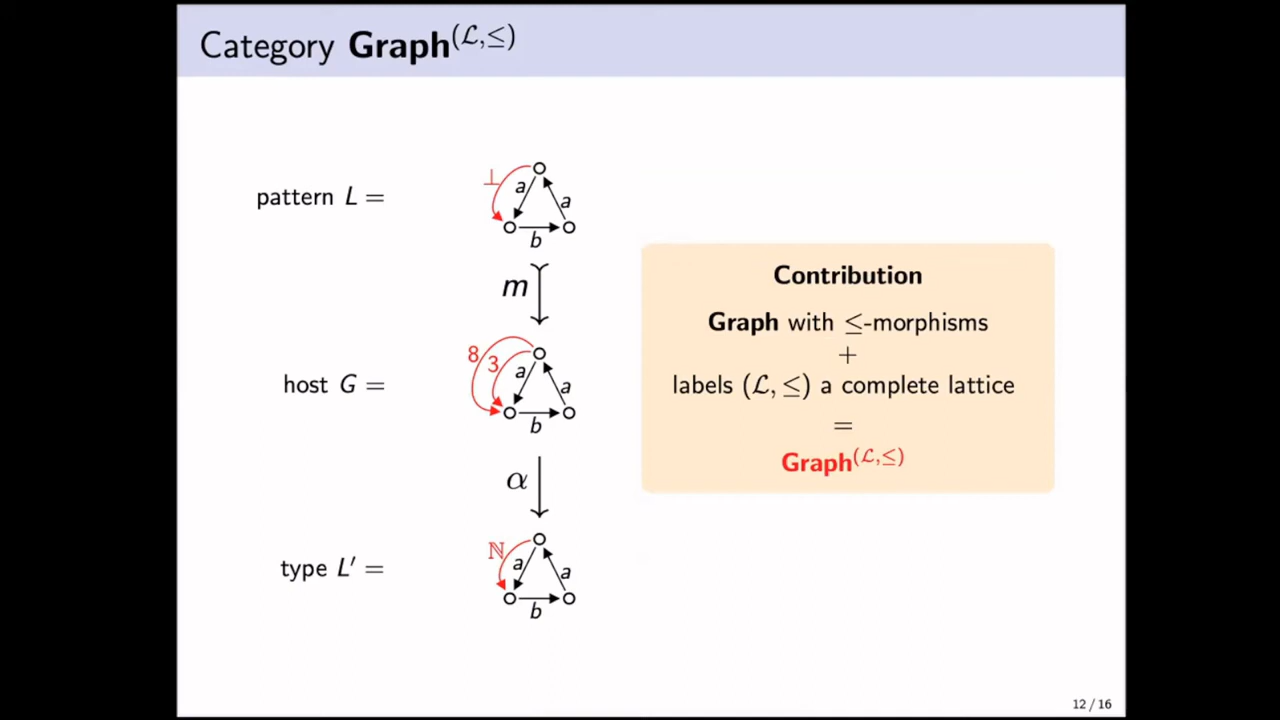 Category Graph(ℒ,≤)
pattern L =
⊥
a
a
b
m
Contribution
Graph with ≤-morphisms
+
labels (ℒ, ≤) a complete lattice
=
Graph(ℒ,≤)
host G =
8
3
a
a
b
α
type L′ =
ℕ
a
a
b
12 / 16